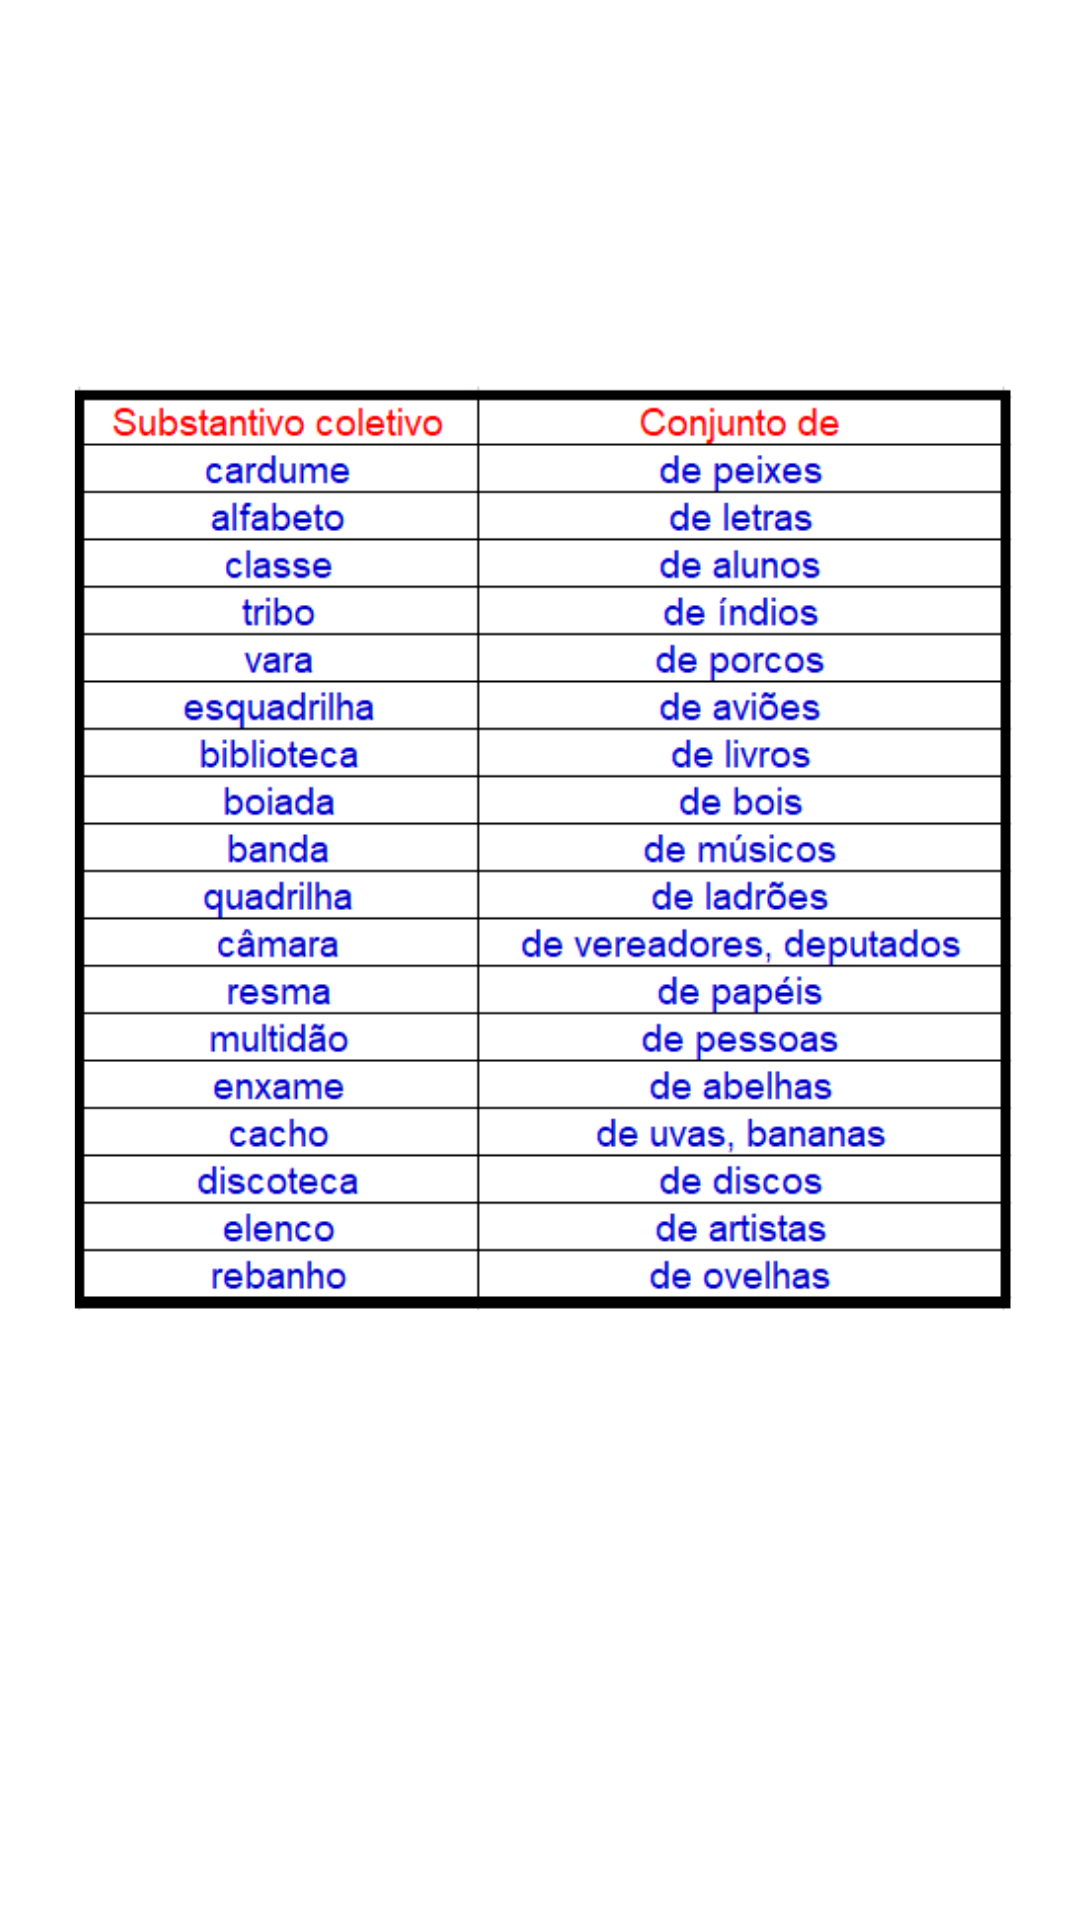 Substantivo coletivo Conjunto de
cardume de peixes
alfabeto de letras
classe de alunos
tribo de índios
vara de porcos
esquadrilha de aviões
biblioteca de livros
boiada de bois
banda de músicos
quadrilha de ladrões
câmara de vereadores, deputados
resma de papéis
multidão de pessoas
enxame de abelhas
cacho de uvas, bananas
discoteca de discos
elenco de artistas
rebanho de ovelhas